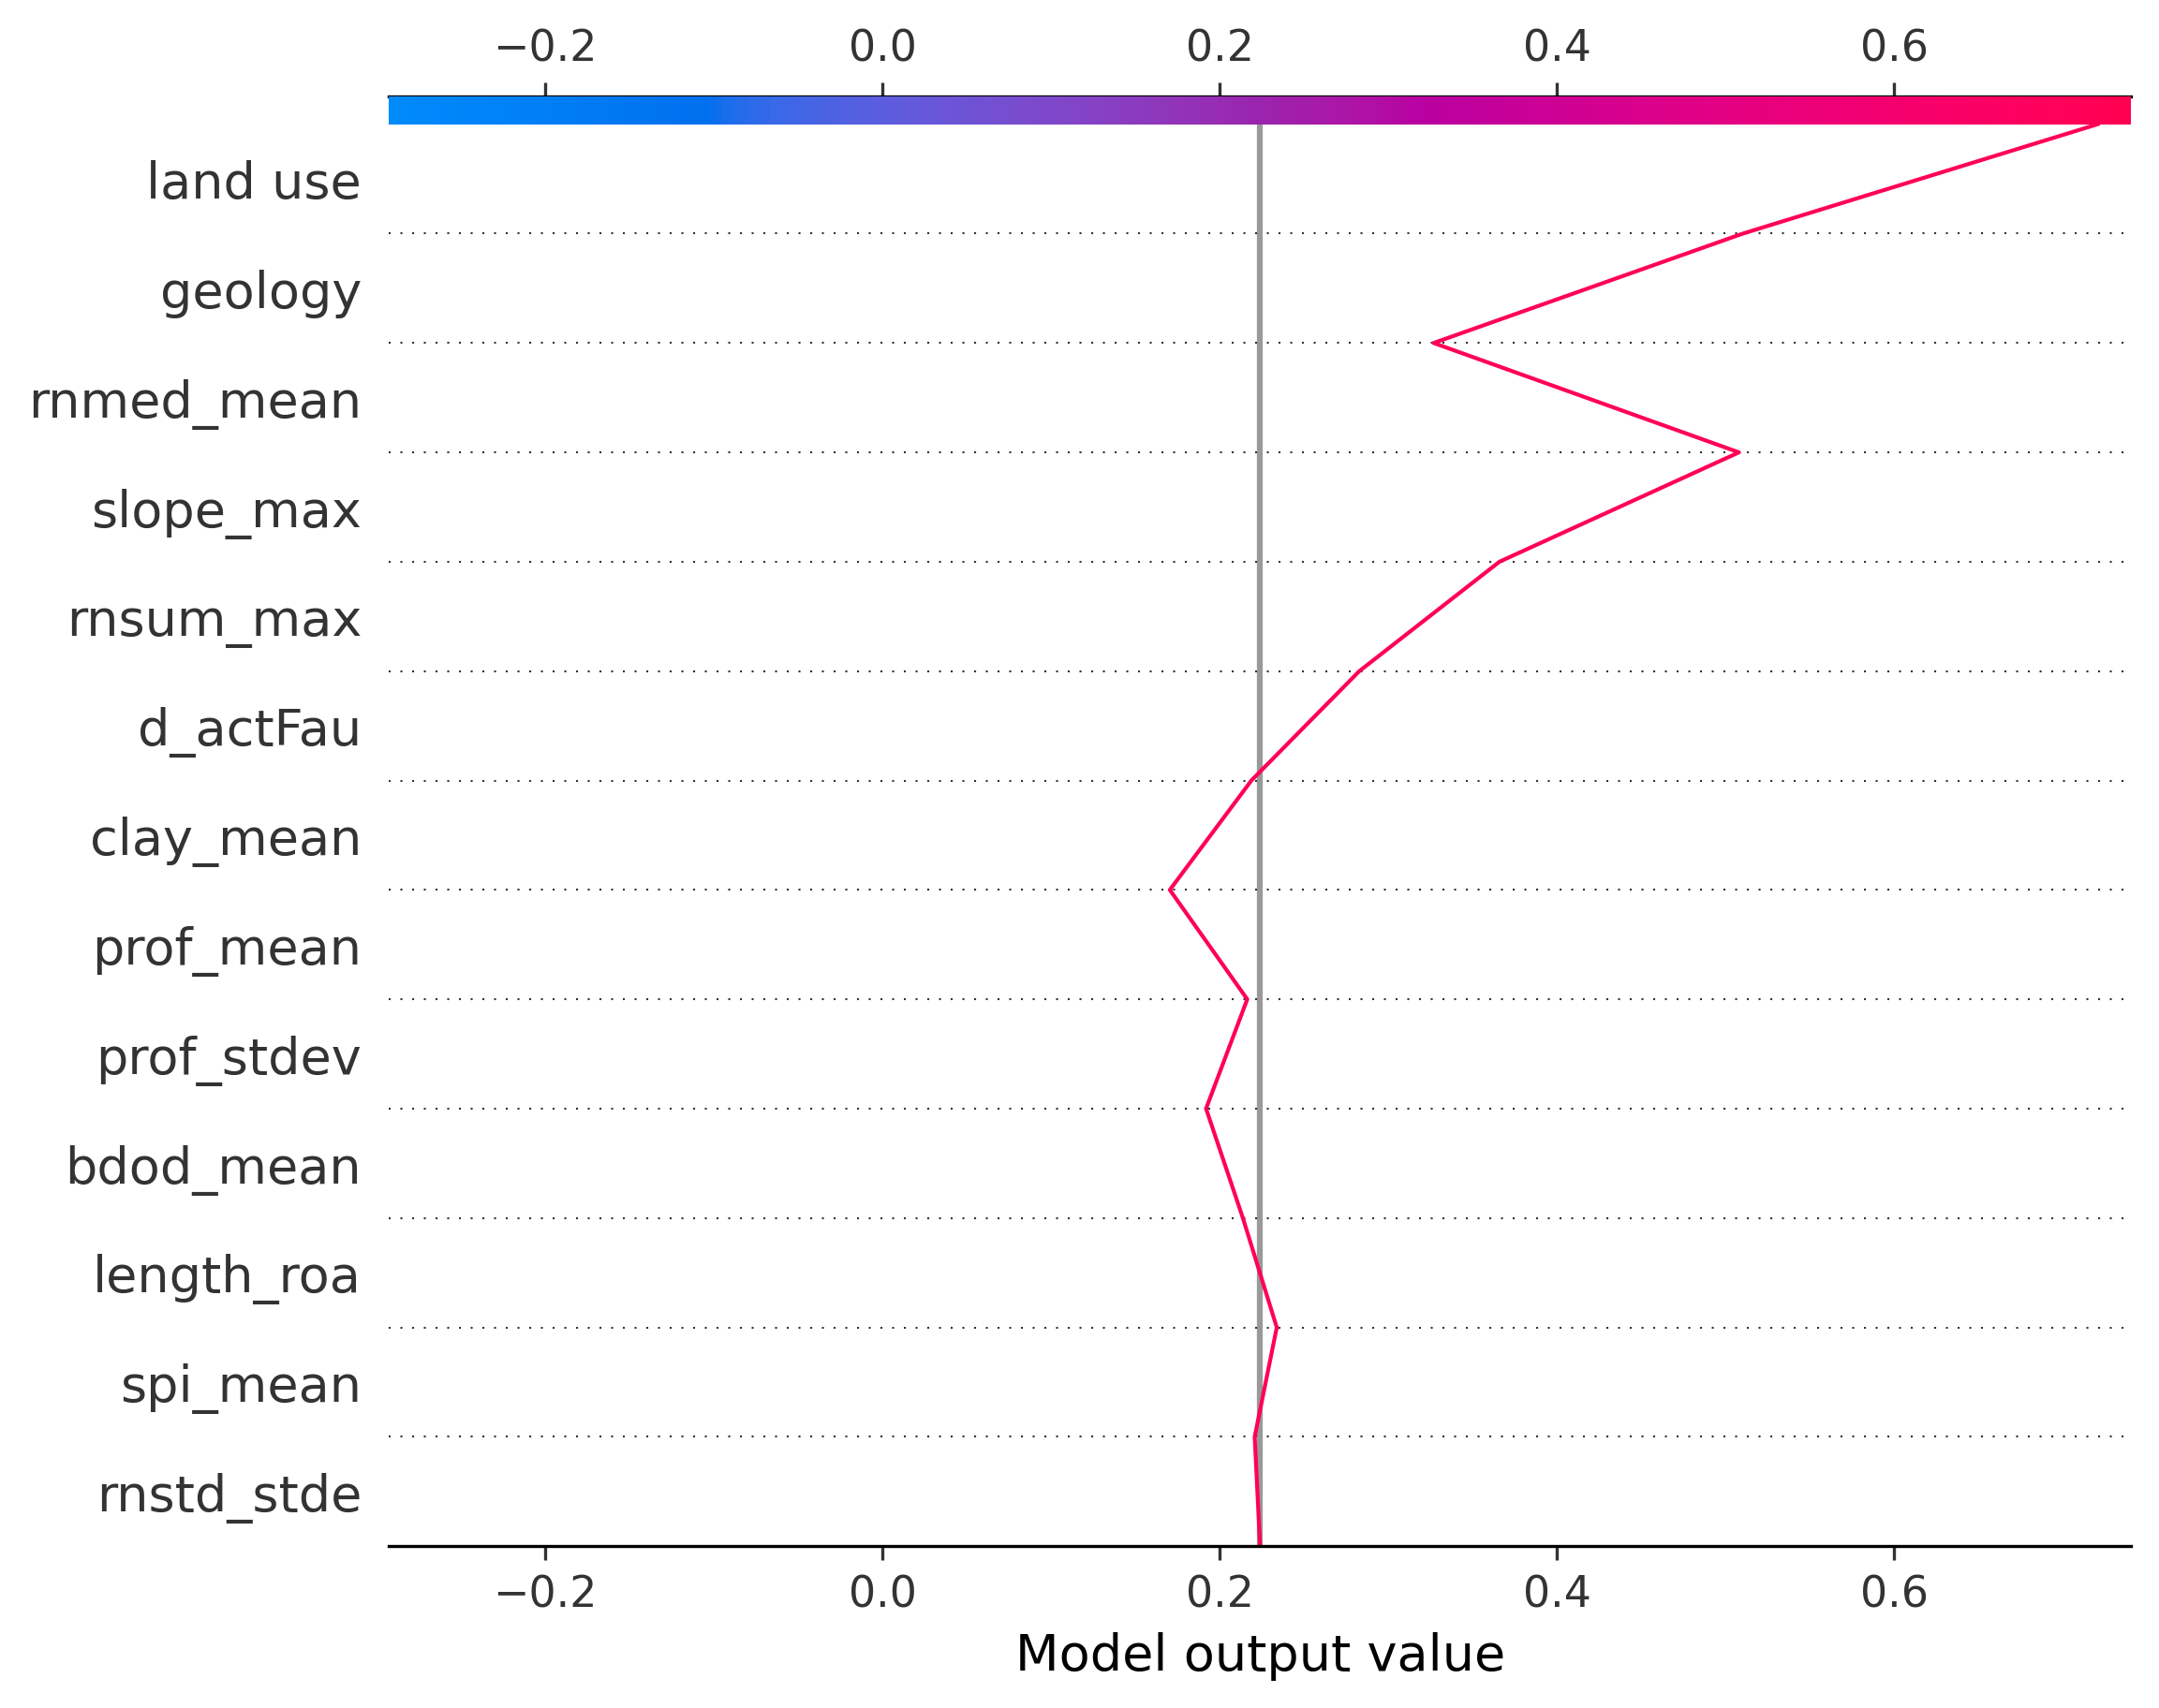 −0.2 0.0 0.2 0.4 0.6
land use
geology
rnmed_mean
slope_max
rnsum_max
d_actFau
clay_mean
prof_mean
prof_stdev
bdod_mean
length_roa
spi_mean
rnstd_stde
−0.2 0.0 0.2 0.4 0.6
Model output value